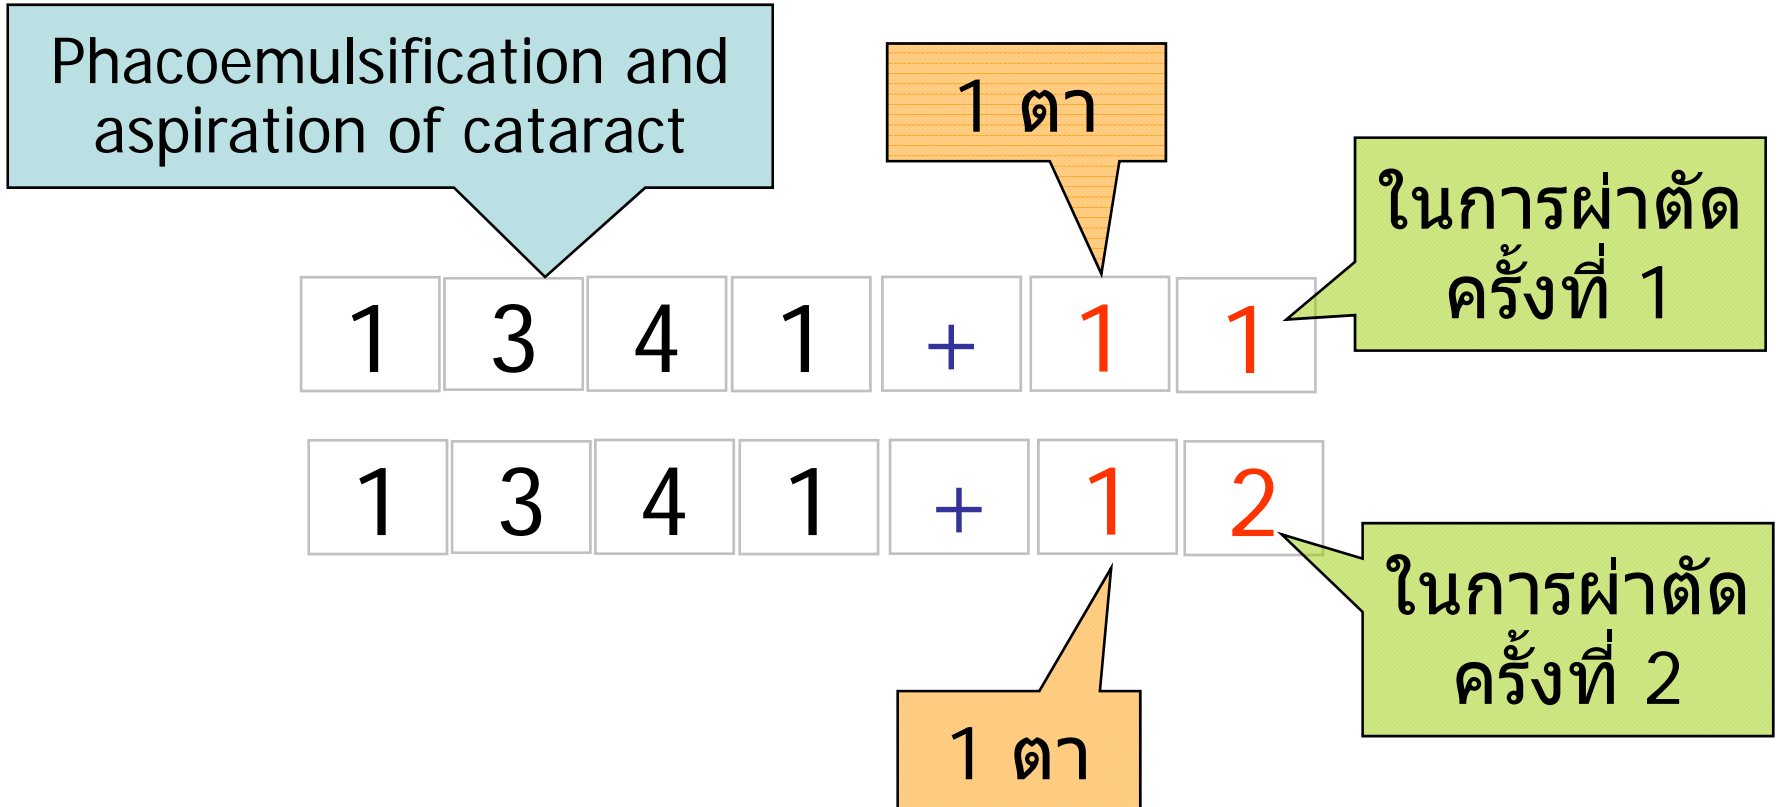 Phacoemulsification and
aspiration of cataract
1 ตา
ในการผ่าตัด
ครั้งที่ 1
1 3 4 1 + 1 1
1 3 4 1 + 1 2
ในการผ่าตัด
ครั้งที่ 2
1 ตา